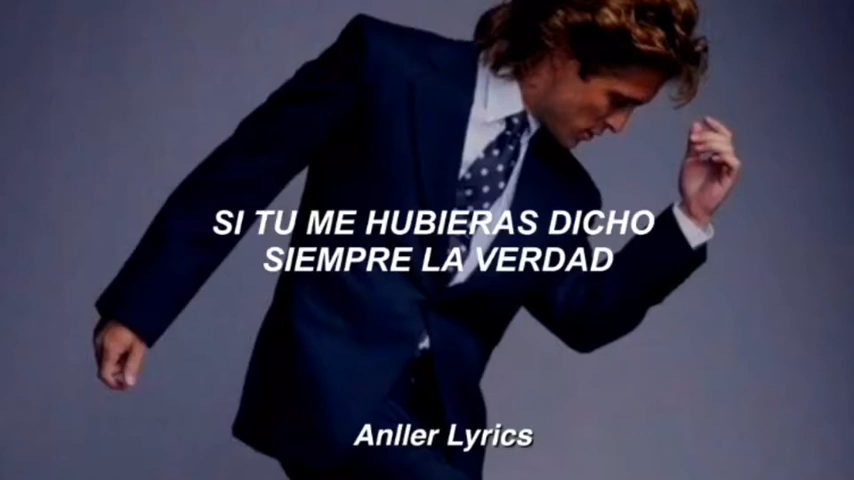 SI TU ME HUBIERAS DICHO
SIEMPRE LA VERDAD
Anller Lyrics